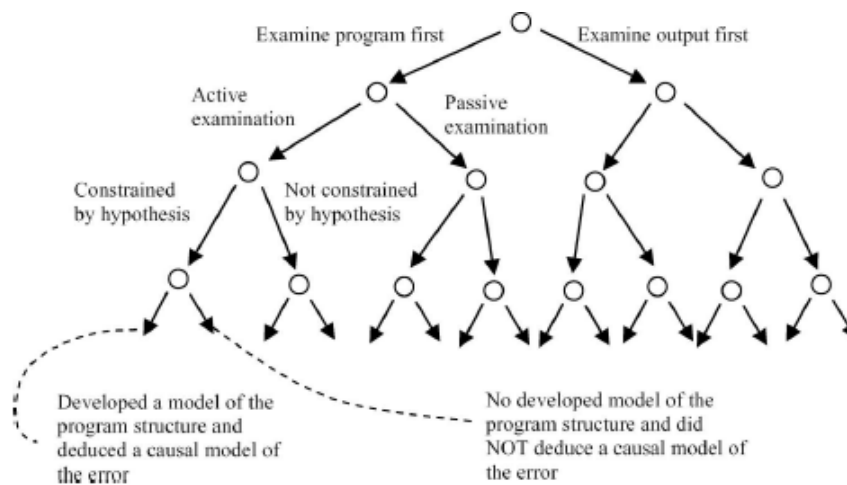 Examine program first
Examine output first
Active
examination
Passive
examination
Constrained
by hypothesis
Not constrained
by hypothesis
Developed a model of the
program structure and
deduced a causal model of
the error
No developed model of the
program structure and did
NOT deduce a causal model of
the error